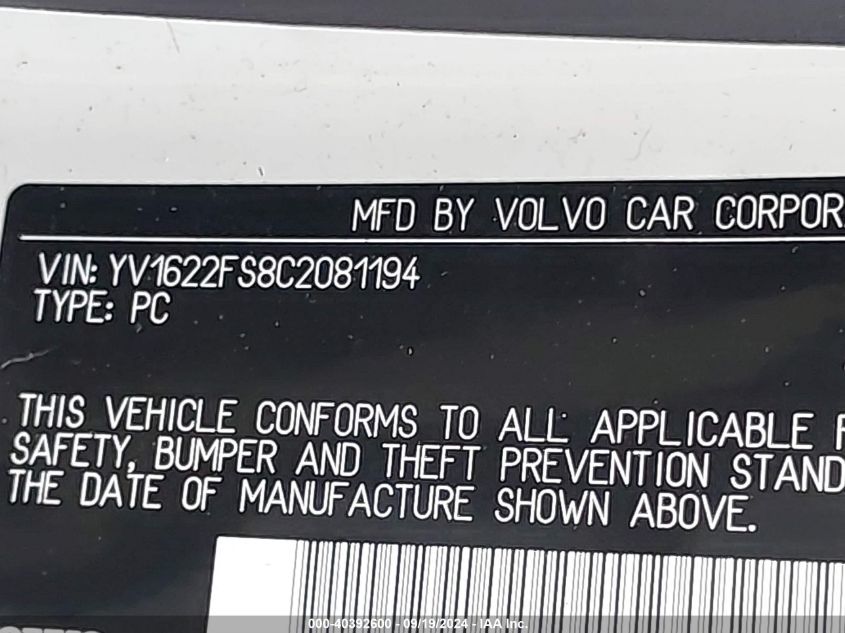 MFD BY VOLVO CAR CORPOR
VIN: YV1622FS8C2081194
TYPE: PC
THIS VEHICLE CONFORMS TO ALL APPLICABLE F
SAFETY, BUMPER AND THEFT PREVENTION STAND
THE DATE OF MANUFACTURE SHOWN ABOVE.
000-40392600 - 09/19/2024 - IAA Inc.